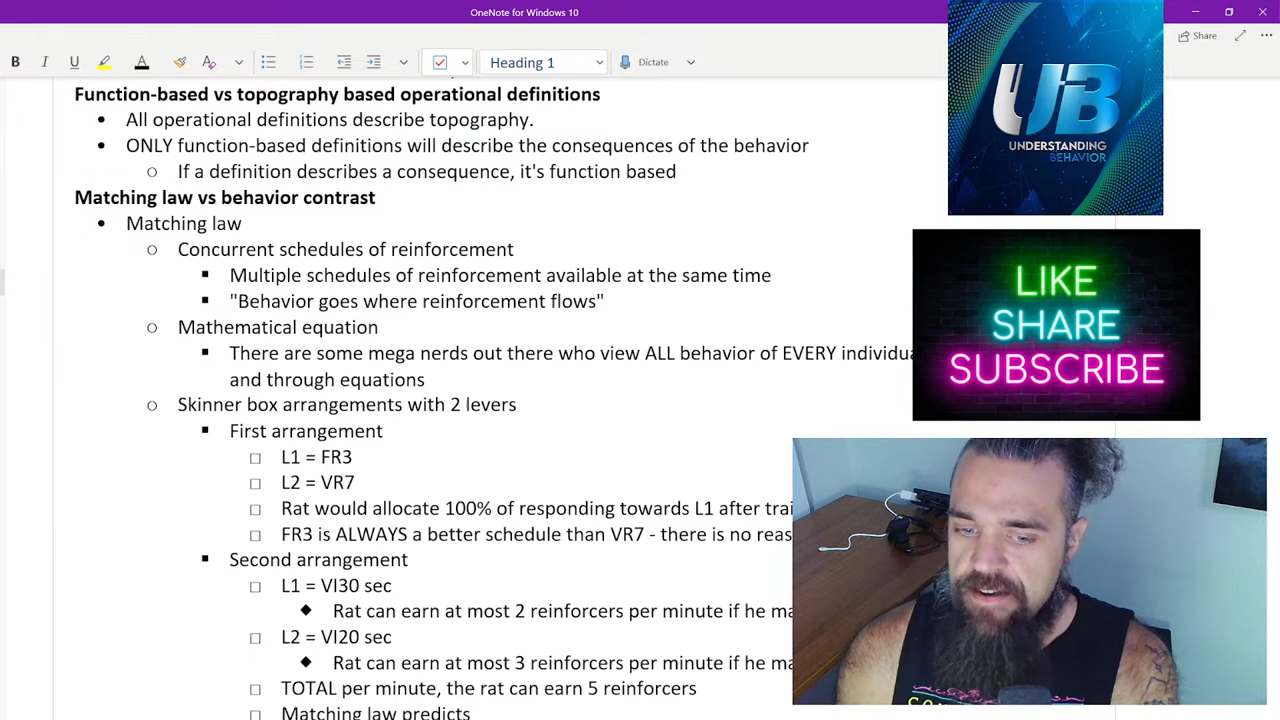 OneNote for Windows 10
Share
B I U A A Heading 1 Dictate
Function-based vs topography based operational definitions
All operational definitions describe topography.
ONLY function-based definitions will describe the consequences of the behavior
If a definition describes a consequence, it's function based
Matching law vs behavior contrast
Matching law
Concurrent schedules of reinforcement
Multiple schedules of reinforcement available at the same time
"Behavior goes where reinforcement flows"
Mathematical equation
There are some mega nerds out there who view ALL behavior of EVERY
and through equations
Skinner box arrangements with 2 levers
First arrangement
L1 = FR3
L2 = VR7
Rat would allocate 100% of responding towards L1 after
FR3 is ALWAYS a better schedule than VR7 - there is no
Second arrangement
L1 = VI30 sec
Rat can earn at most 2 reinforcers per minute if he
L2 = VI20 sec
Rat can earn at most 3 reinforcers per minute if he
TOTAL per minute, the rat can earn 5 reinforcers
Matching law predicts
UB
UNDERSTANDING
BEHAVIOR
LIKE
SHARE
SUBSCRIBE